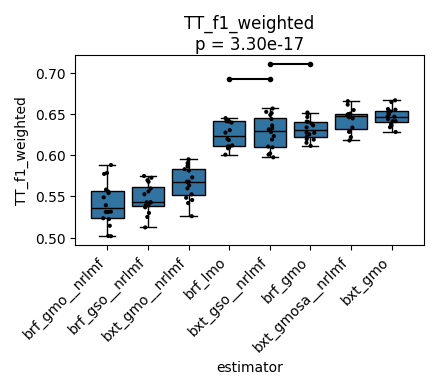 TT_f1_weighted
p = 3.30e-17
TT_f1_weighted
0.70
0.65
0.60
0.55
0.50
brf_gmo__nrlmf
brf_gso__nrlmf
bxt_gmo__nrlmf
brf_lmo
bxt_gso__nrlmf
brf_gmo
bxt_gmosa__nrlmf
bxt_gmo
estimator